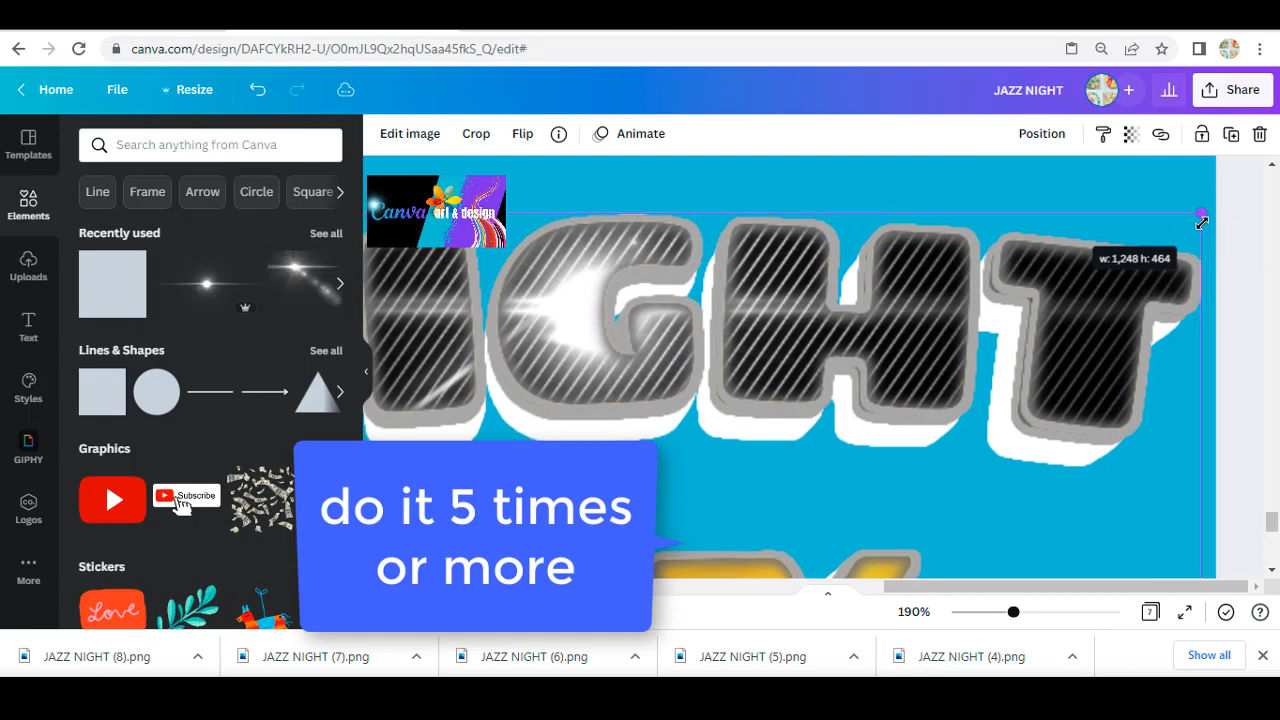 canva.com/design/DAFCYkRH2-U/O0mJL9Qx2hqUSaa45fkS_Q/edit#
Home File Resize JAZZ NIGHT Share
Templates
Elements
Uploads
Text
Styles
GIPHY
Logos
More
Search anything from Canva
Line Frame Arrow Circle Square
Recently used See all
Lines & Shapes See all
Graphics
Subscribe
Stickers
Love
Edit image Crop Flip Animate Position
Canva art & design
IGHT
w: 1,248 h: 464
do it 5 times
or more
190% 7
JAZZ NIGHT (8).png JAZZ NIGHT (7).png JAZZ NIGHT (6).png JAZZ NIGHT (5).png JAZZ NIGHT (4).png Show all